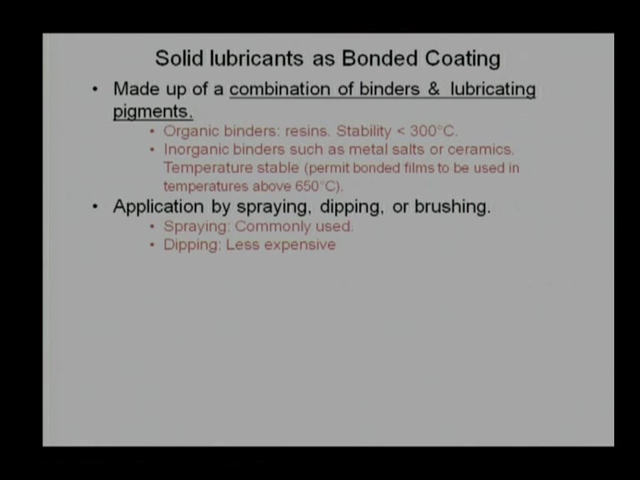 Solid lubricants as Bonded Coating
• Made up of a combination of binders & lubricating
pigments.
• Organic binders: resins. Stability < 300°C.
• Inorganic binders such as metal salts or ceramics.
Temperature stable (permit bonded films to be used in
temperatures above 650°C).
• Application by spraying, dipping, or brushing.
• Spraying: Commonly used.
• Dipping: Less expensive